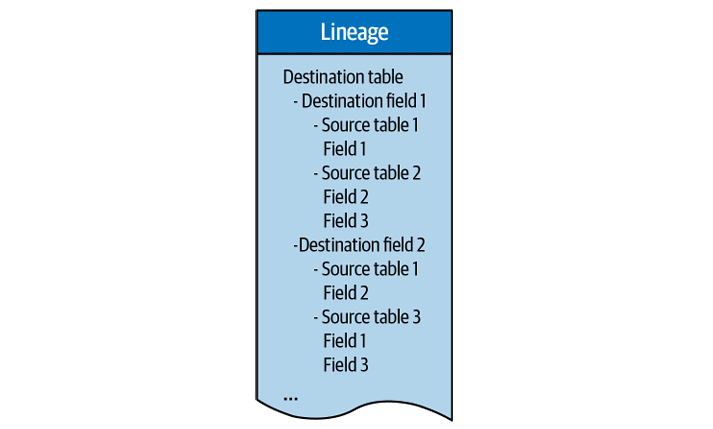 Lineage
Destination table
- Destination field 1
- Source table 1
Field 1
- Source table 2
Field 2
Field 3
-Destination field 2
- Source table 1
Field 2
- Source table 3
Field 1
Field 3
...